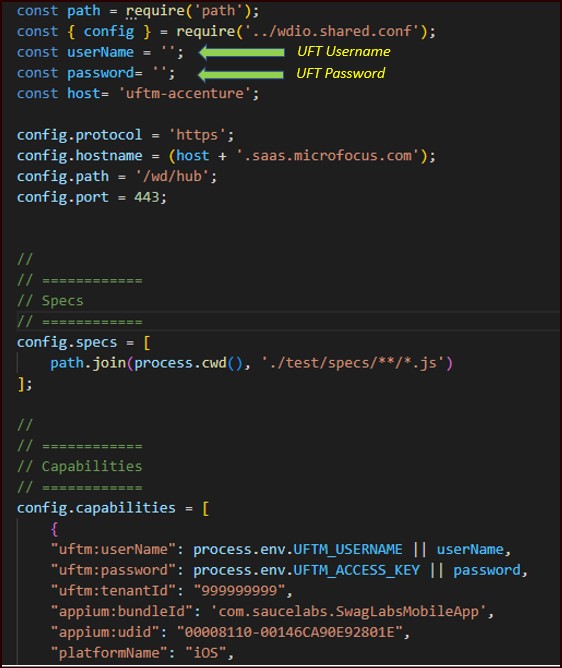 const path = require('path');
const { config } = require('../wdio.shared.conf');
const userName = ''; UFT Username
const password= ''; UFT Password
const host= 'uftm-accenture';
config.protocol = 'https';
config.hostname = (host + '.saas.microfocus.com');
config.path = '/wd/hub';
config.port = 443;
//
// ============
// Specs
// ============
config.specs = [
path.join(process.cwd(), './test/specs/**/*.js')
];
//
// ============
// Capabilities
// ============
config.capabilities = [
{
"uftm:userName": process.env.UFTM_USERNAME || userName,
"uftm:password": process.env.UFTM_ACCESS_KEY || password,
"uftm:tenantId": "999999999",
"appium:bundleId": 'com.saucelabs.SwagLabsMobileApp',
"appium:udid": "00008110-00146CA90E92801E",
"platformName": "iOS",